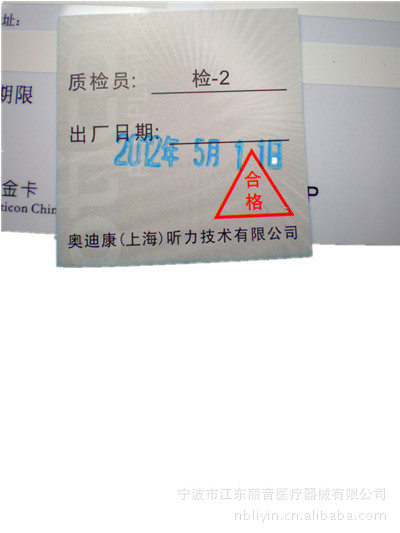 址:
质检员: 检-2
期限
出厂日期: 2012年 5月 11日
合格
金卡
ticon Chin
P
奥迪康(上海)听力技术有限公司
宁波市江东丽音医疗器械有限公司
nbliyin.cn.alibaba.com